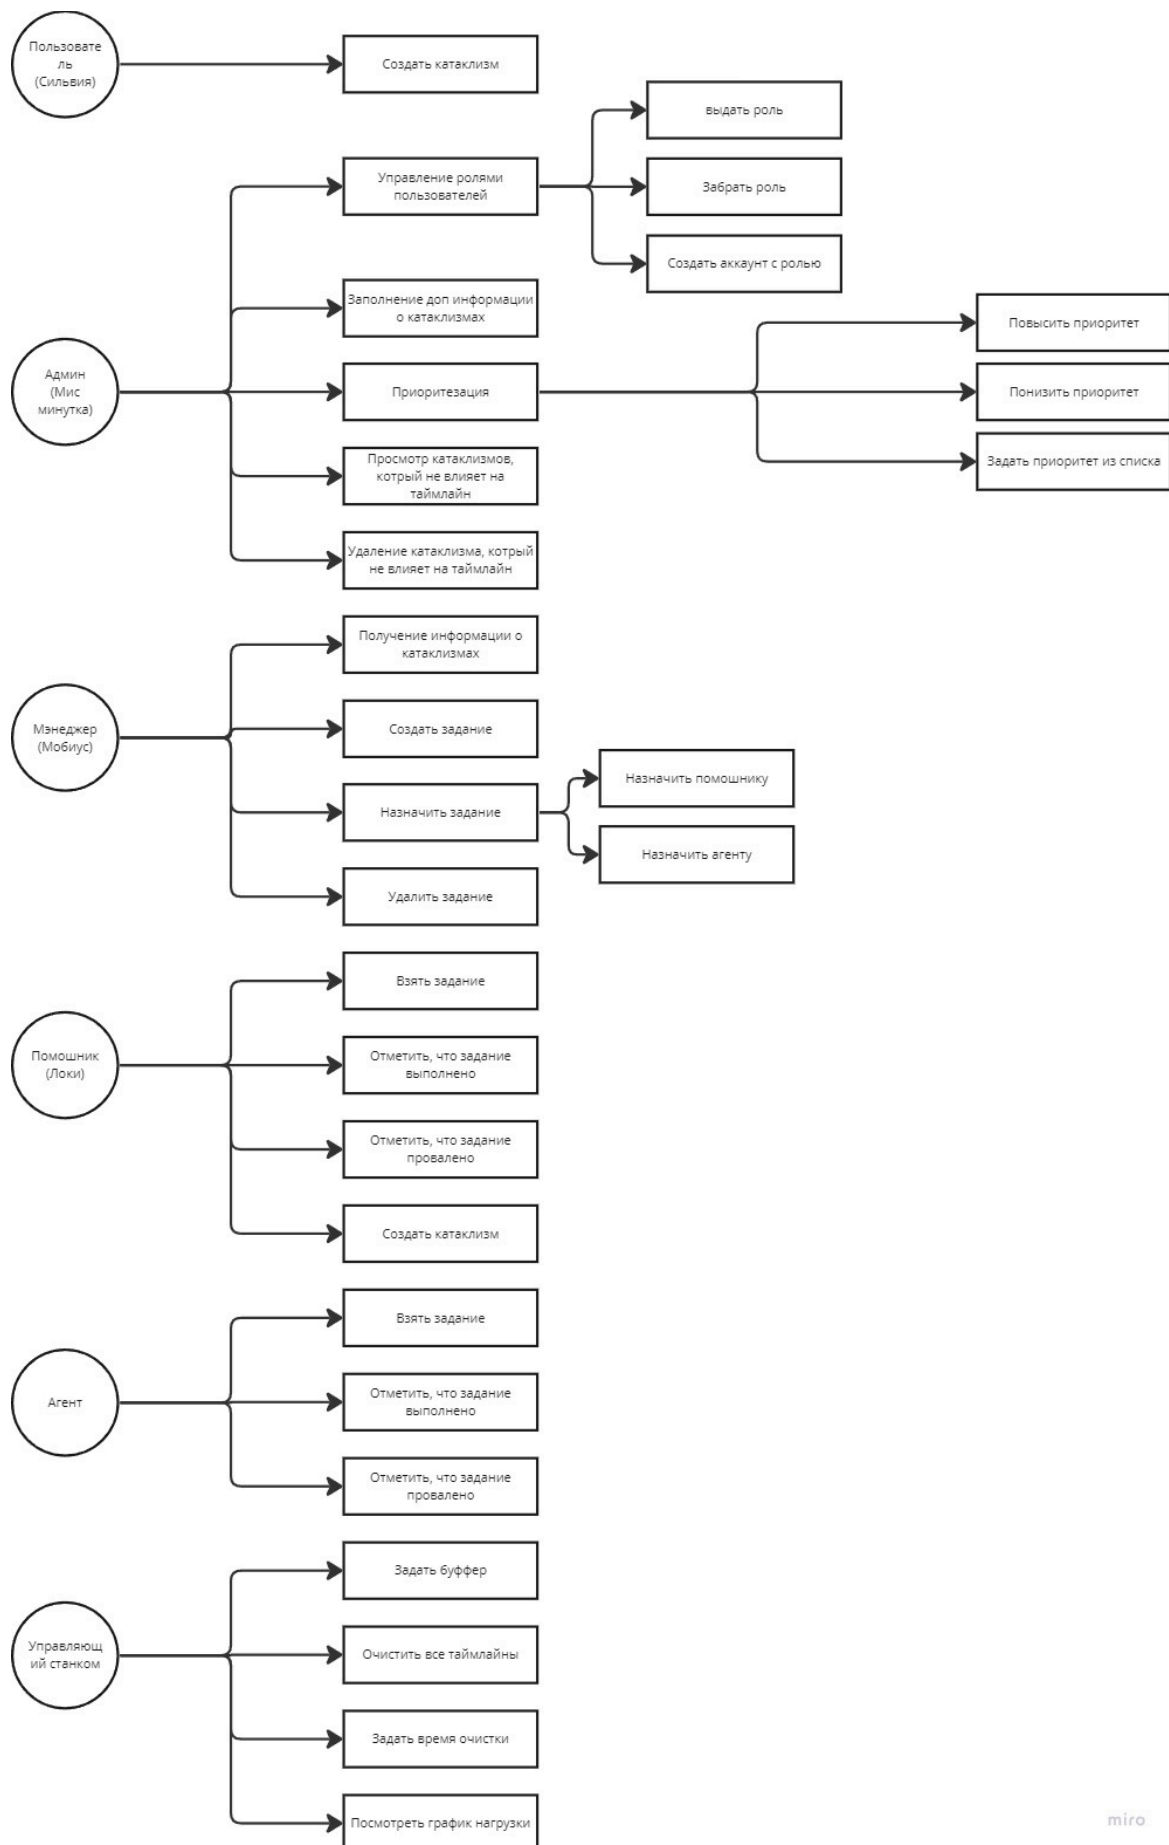 Пользовате
ль
(Сильвия)
Создать катаклизм
выдать роль
Управление ролями
пользователей
Забрать роль
Создать аккаунт с ролью
Заполнение доп информации
о катаклизмах
Повысить приоритет
Админ
(Мис
минутка)
Приоритезация
Понизить приоритет
Задать приоритет из списка
Просмотр катаклизмов,
котрый не влияет на
таймлайн
Удаление катаклизма, котрый
не влияет на таймлайн
Получение информации о
катаклизмах
Мэнеджер
(Мобиус)
Создать задание
Назначить помошнику
Назначить задание
Назначить агенту
Удалить задание
Взять задание
Помошник
(Локи)
Отметить, что задание
выполнено
Отметить, что задание
провалено
Создать катаклизм
Взять задание
Агент
Отметить, что задание
выполнено
Отметить, что задание
провалено
Задать буффер
Управляющ
ий станком
Очистить все таймлайны
Задать время очистки
Посмотреть график нагрузки
miro